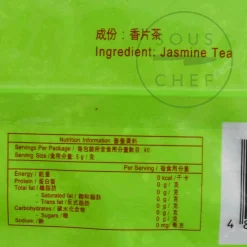 成份：香片茶
SOUS
CHEF
Ingredient: Jasmine Tea
Nutrition Information 營養資料
Servings Per Package / 每包裝所含食用分量數目: 40
Serving Size / 食用分量: 5 g / 克
Per Serving / 每食用分量
Energy / 能量 0 kcal / 千卡
Protein / 蛋白質 0 g / 克
Total fat / 總脂肪 0 g / 克
- Saturated fat / 飽和脂肪 0 g / 克
- Trans fat / 反式脂肪 0 g / 克
Carbohydrates / 碳水化合物 0 g / 克
- Sugars / 糖 0 g / 克
Sodium / 鈉 0 mg / 毫克
4